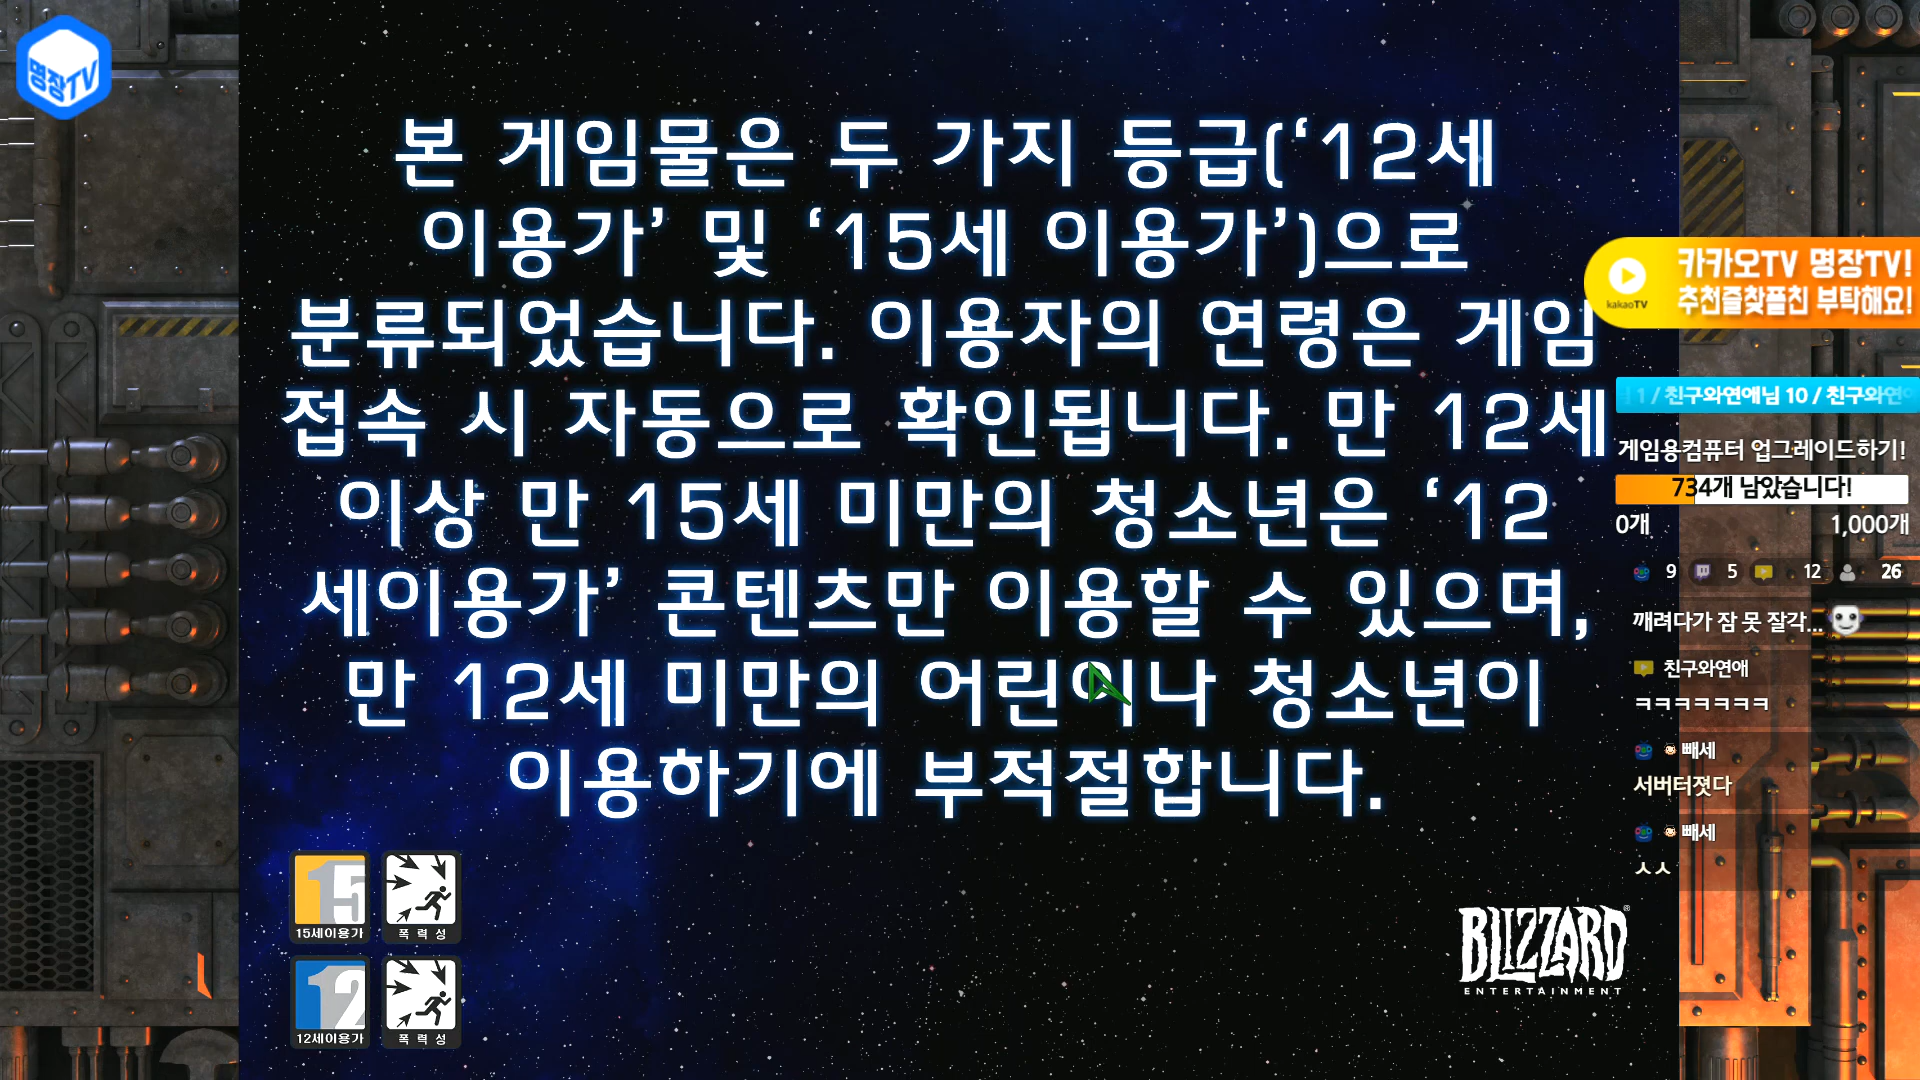 명장TV
본 게임물은 두 가지 등급(‘12세
이용가’ 및 ‘15세 이용가’)으로
분류되었습니다. 이용자의 연령은 게임
접속 시 자동으로 확인됩니다. 만 12세
이상 만 15세 미만의 청소년은 ‘12
세이용가’ 콘텐츠만 이용할 수 있으며,
만 12세 미만의 어린이나 청소년이
이용하기에 부적절합니다.
15
15세이용가
폭력성
12
12세이용가
폭력성
BLIZZARD®
ENTERTAINMENT
kakaoTV
카카오TV 명장TV!
추천즐찾플친 부탁해요!
1 / 친구와연애님 10 / 친구와연
게임용컴퓨터 업그레이드하기!
734개 남았습니다!
0개 1,000개
9 5 12 26
깨려다가 잠 못 잘각...
친구와연애
ㅋㅋㅋㅋㅋㅋㅋ
빼세
서버터졋다
빼세
ㅅㅅ